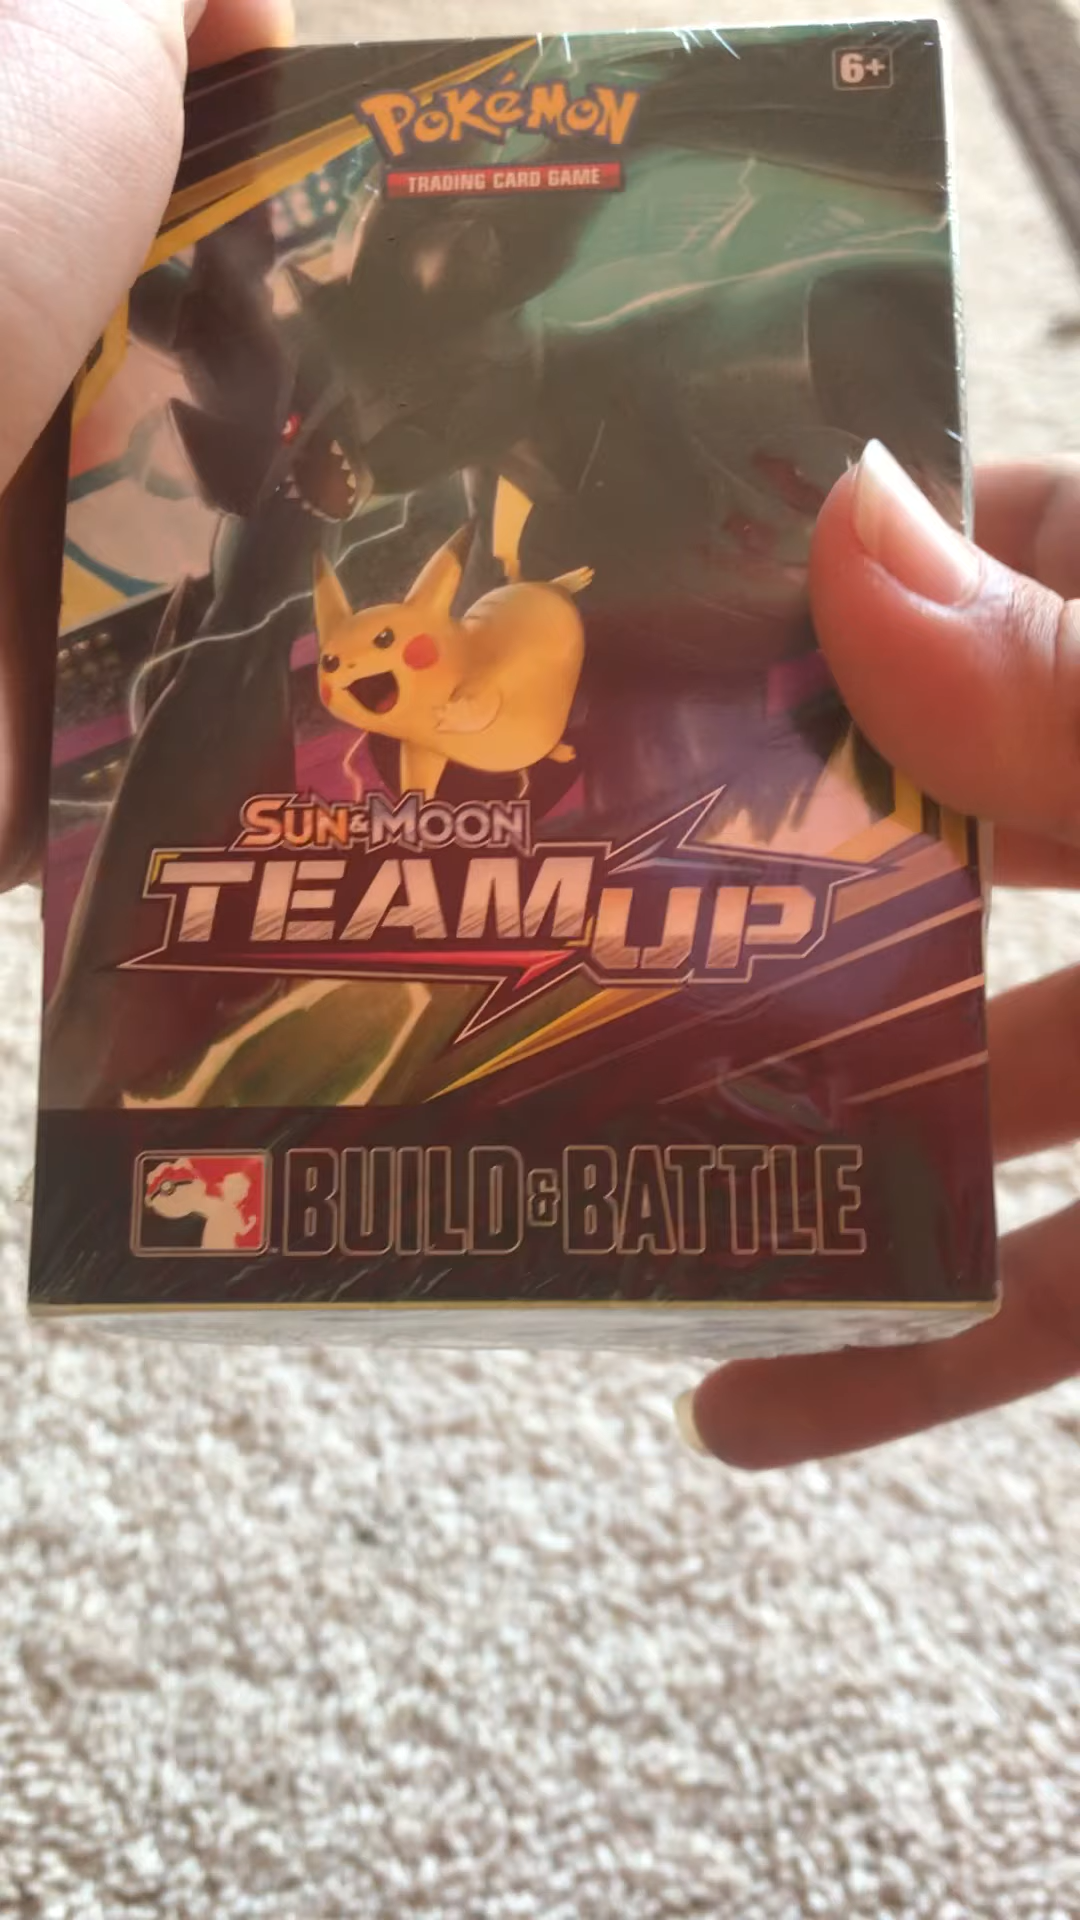 6+
POKéMON
TRADING CARD GAME
SUN & MOON
TEAM UP
BUILD & BATTLE